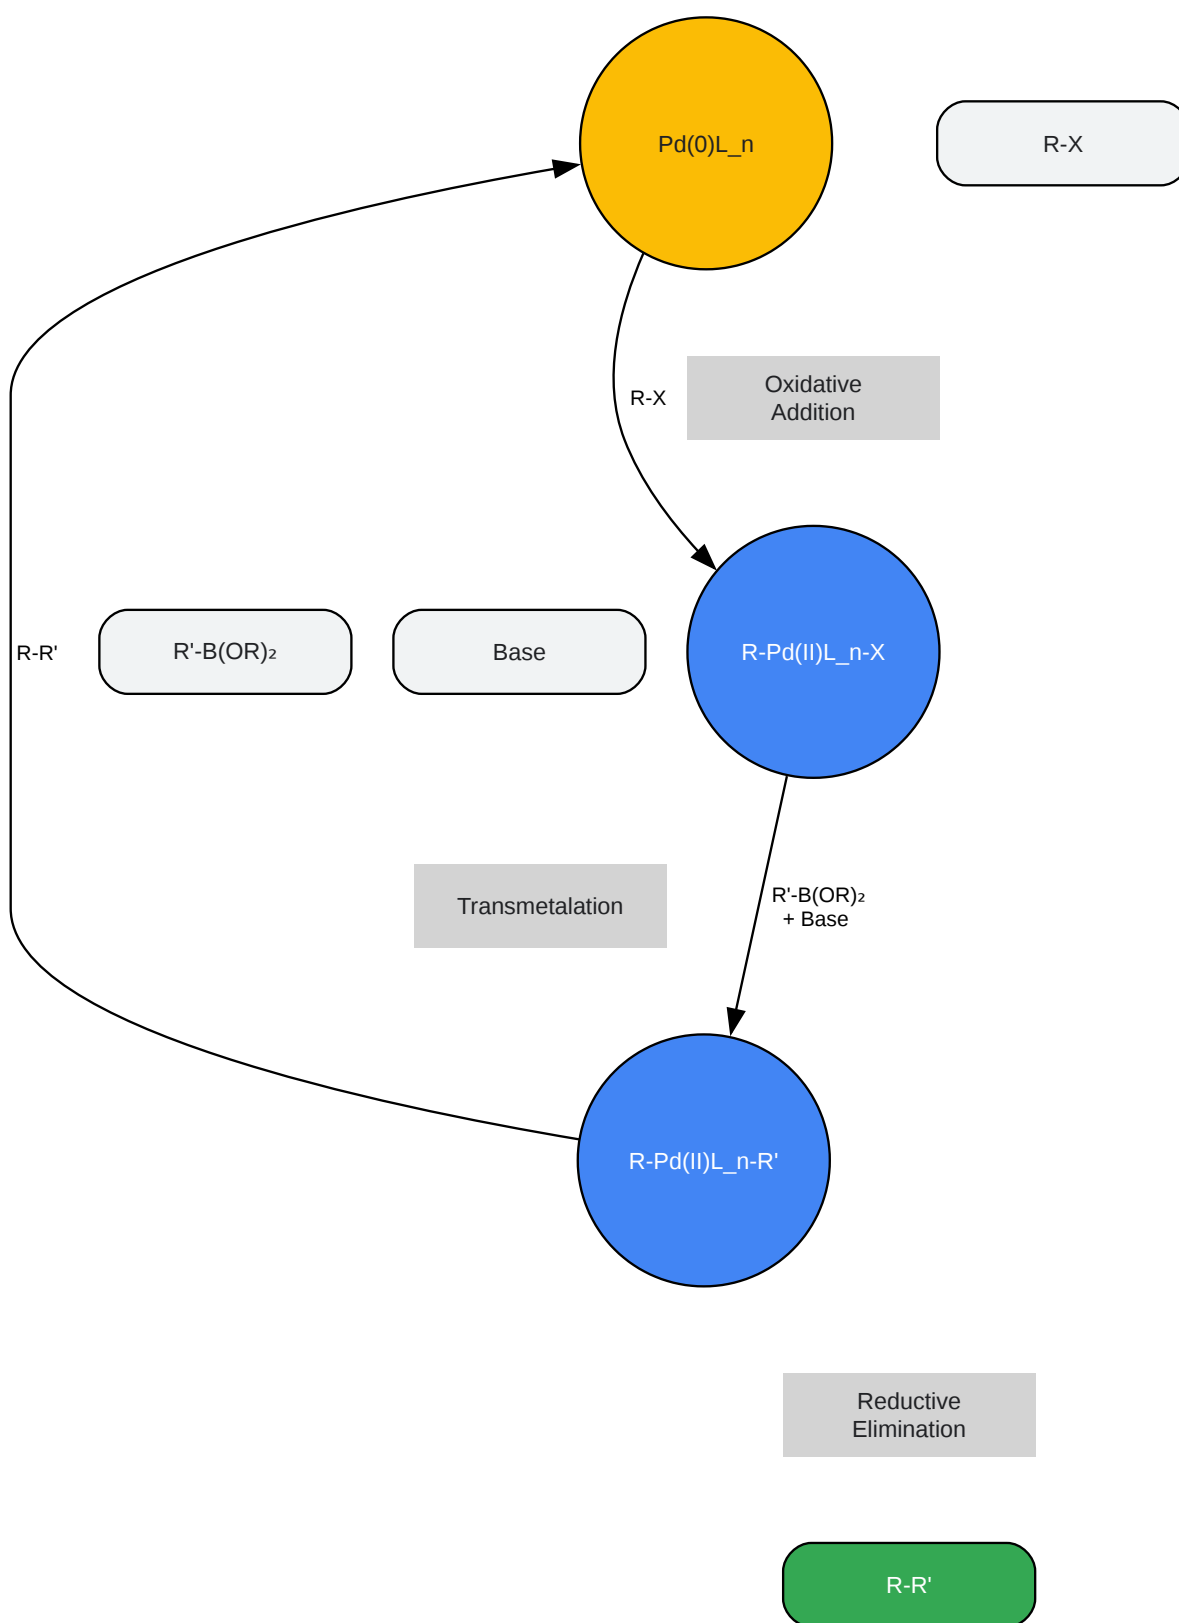 Pd(0)L_n
R-X
Oxidative
Addition
R-X
R-R'
R'-B(OR)₂
Base
R-Pd(II)L_n-X
Transmetalation
R'-B(OR)₂
+ Base
R-Pd(II)L_n-R'
Reductive
Elimination
R-R'